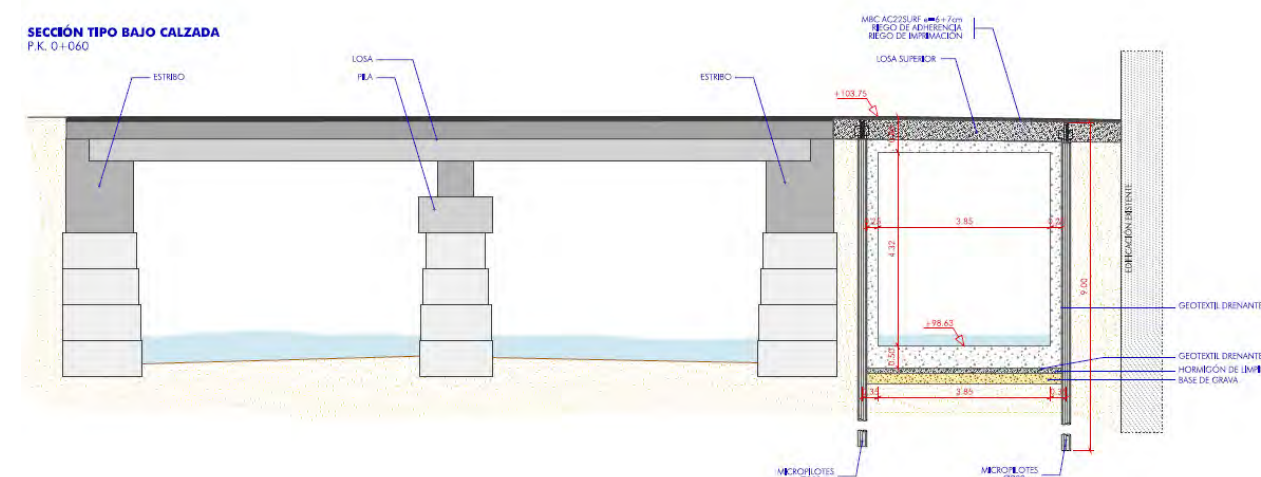 SECCIÓN TIPO BAJO CALZADA
P.K. 0+060
MBC AC22SURF e=6+7cm
RIEGO DE ADHERENCIA
RIEGO DE IMPRIMACIÓN
LOSA
LOSA SUPERIOR
ESTRIBO
PILA
ESTRIBO
+103.75
3.85
4.32
9.00
EDIFICACIÓN EXISTENTE
GEOTEXTIL DRENANTE
+98.63
0.50
GEOTEXTIL DRENANTE
HORMIGÓN DE LIMPI
BASE DE GRAVA
3.85
MICROPILOTES
MICROPILOTES